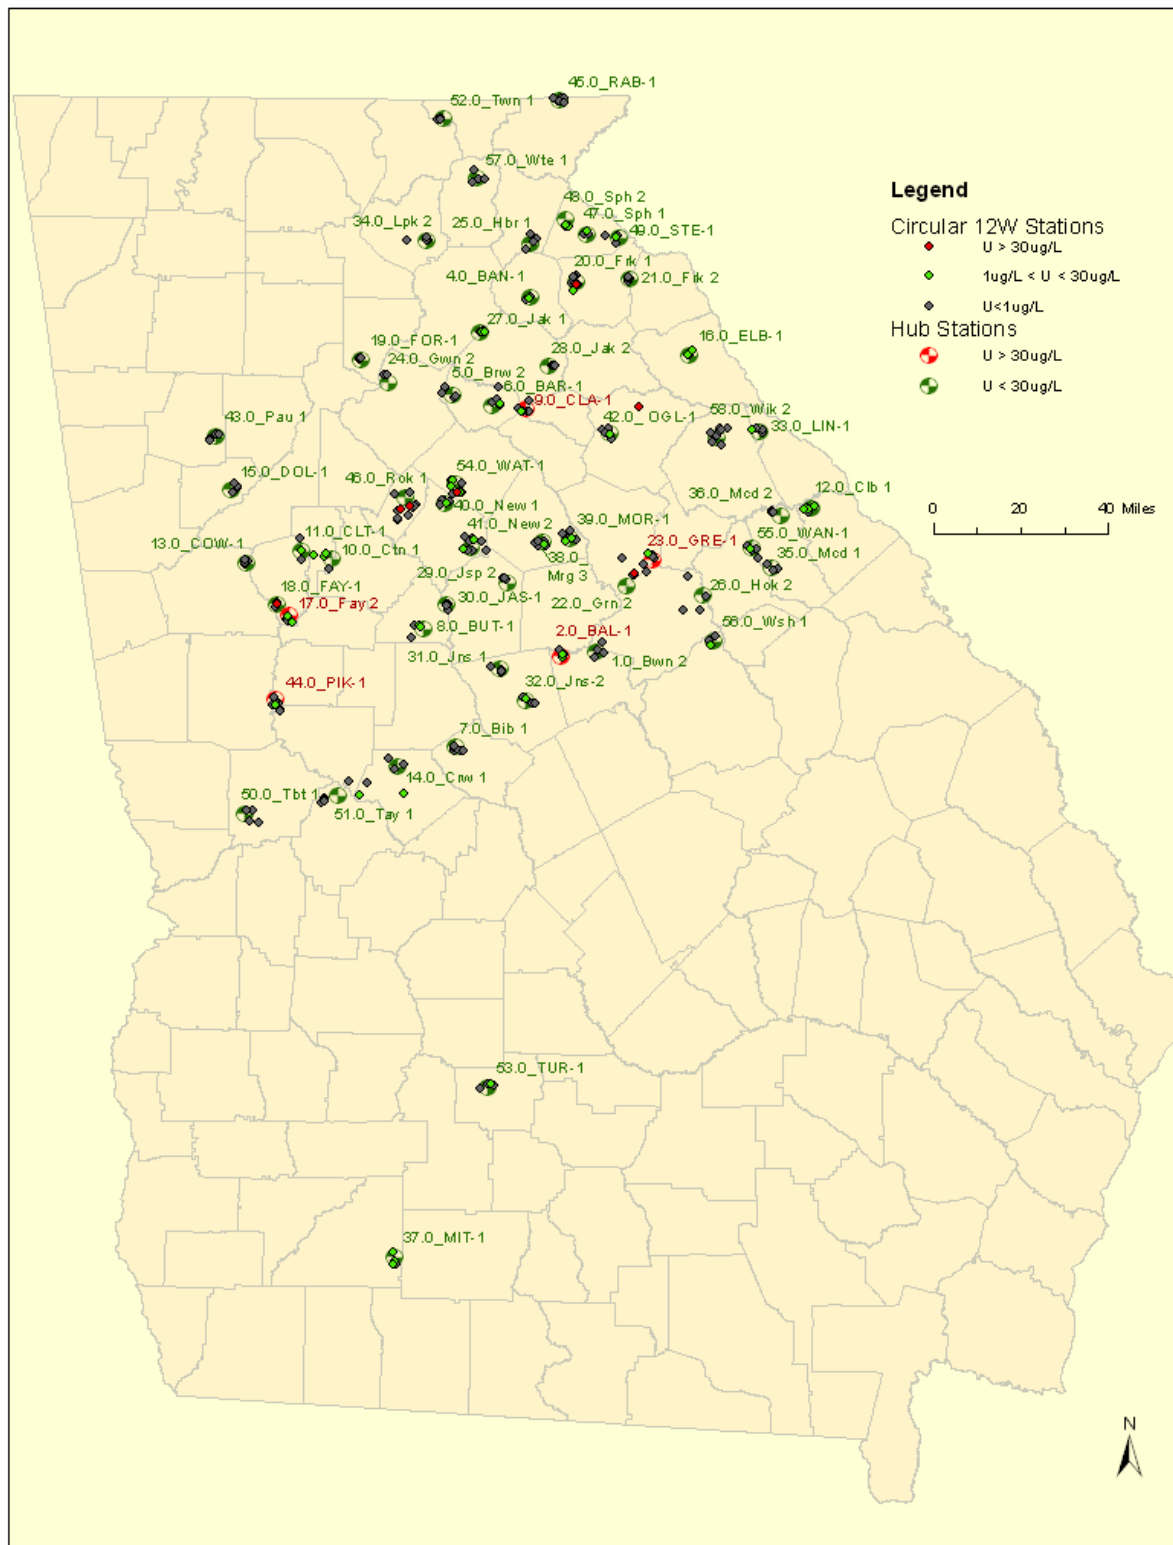 45.0_RAB-1
52.0_Twn 1
57.0_Wte 1
Legend
48.0_Sph 2
47.0_Sph 1
34.0_Lpk 2
25.0_Hbr 1
49.0_STE-1
Circular 12W Stations
U > 30ug/L
20.0_Frk 1
4.0_BAN-1
21.0_Frk 2
1ug/L < U < 30ug/L
U<1ug/L
27.0_Jak 1
Hub Stations
19.0_FOR-1
16.0_ELB-1
24.0_Gwn 2
28.0_Jak 2
U > 30ug/L
5.0_Brw 2
6.0_BAR-1
U < 30ug/L
9.0_CLA-1
43.0_Pau 1
42.0_OGL-1
58.0_Wik 2
33.0_LIN-1
54.0_WAT-1
15.0_DOL-1
46.0_Rok 1
36.0_Mcd 2
12.0_Clb 1
40.0_New 1
0 20 40 Miles
11.0_CLT-1
41.0_New 2
39.0_MOR-1
55.0_WAN-1
13.0_COW-1
10.0_Ctn 1
23.0_GRE-1
35.0_Mcd 1
38.0_
Mrg 3
29.0_Jsp 2
18.0_FAY-1
26.0_Hok 2
17.0_Fay 2
30.0_JAS-1
22.0_Grn 2
8.0_BUT-1
2.0_BAL-1
56.0_Wsh 1
31.0_Jns 1
1.0_Bwn 2
44.0_PIK-1
32.0_Jns-2
7.0_Bib 1
14.0_Crw 1
50.0_Tbt 1
51.0_Tay 1
53.0_TUR-1
37.0_MIT-1
N